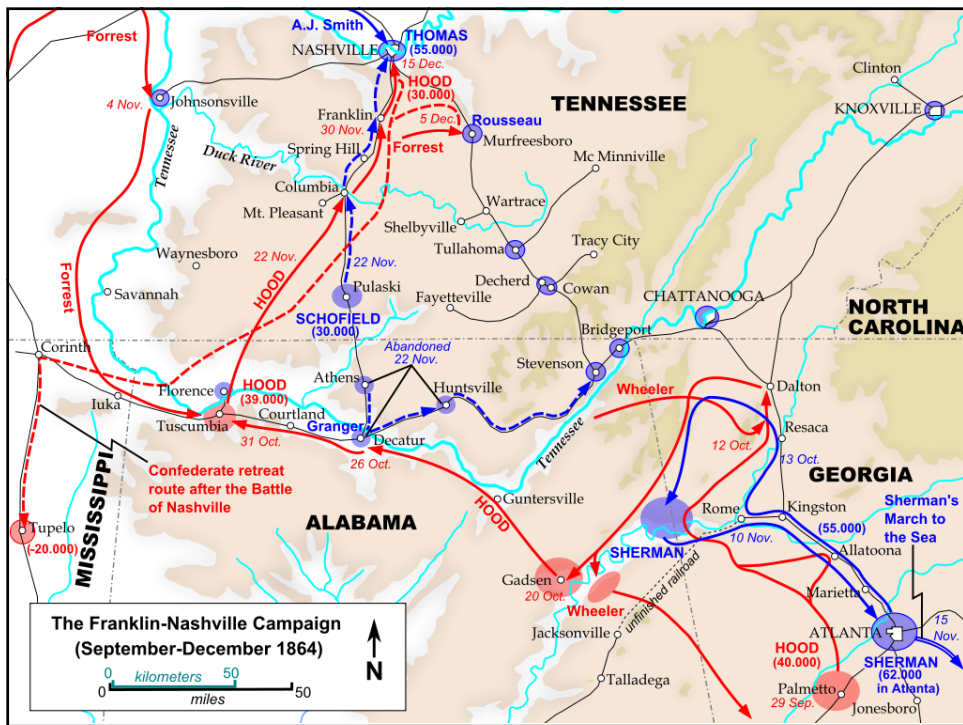 A.J. Smith
THOMAS
(55.000)
NASHVILLE
15 Dec.
HOOD
(30.000)
Forrest
4 Nov.
Johnsonville
TENNESSEE
Clinton
KNOXVILLE
Franklin
30 Nov.
5 Dec.
Rousseau
Forrest
Murfreesboro
Tennessee
Duck River
Spring Hill
Mc Minniville
Columbia
Mt. Pleasant
Wartrace
Shelbyville
Tullahoma
Tracy City
Waynesboro
22 Nov.
HOOD
22 Nov.
Forrest
Savannah
Pulaski
SCHOFIELD
(30.000)
Decherd
Cowan
Fayetteville
CHATTANOOGA
NORTH
CAROLINA
Bridgeport
Corinth
Abandoned
22 Nov.
Stevenson
Athens
Huntsville
Wheeler
Dalton
Iuka
Florence
HOOD
(39.000)
Tuscumbia
Courtland
Granger
Decatur
31 Oct.
26 Oct.
Tennessee
12 Oct.
Resaca
13 Oct.
Confederate retreat
route after the Battle
of Nashville
MISSISSIPPI
ALABAMA
Guntersville
HOOD
GEORGIA
Sherman's
March to
the Sea
Rome
Kingston
(55.000)
10 Nov.
Tupelo
(-20.000)
SHERMAN
Allatoona
Marietta
Gadsen
20 Oct.
Wheeler
unfinished railroad
Jacksonville
Talladega
ATLANTA
15
Nov.
HOOD
(40.000)
SHERMAN
(62.000
in Atlanta)
Palmetto
29 Sep.
Jonesboro
The Franklin-Nashville Campaign
(September-December 1864)
0 kilometers 50
0 miles 50
N